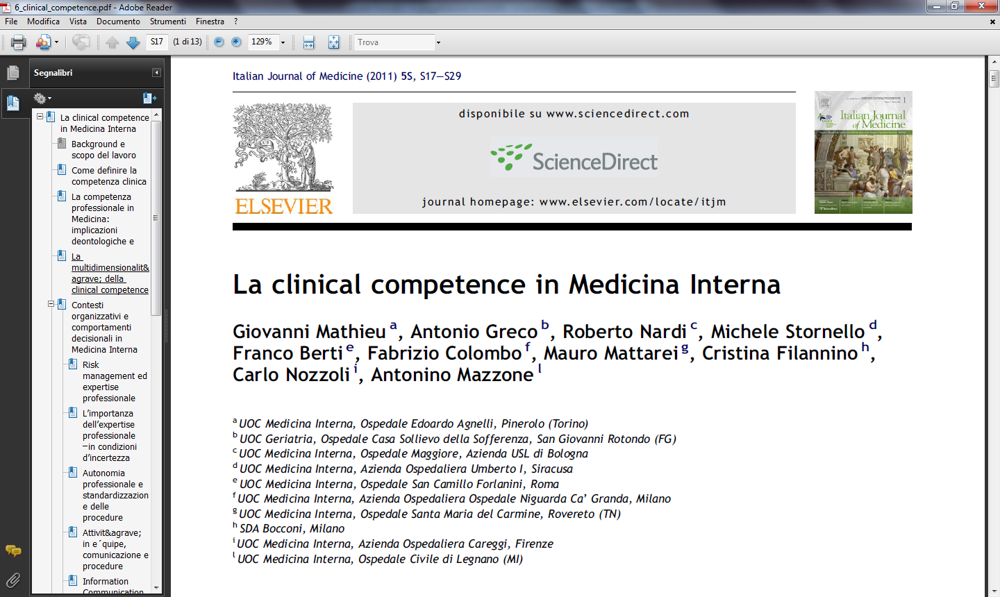 6_clinical_competence.pdf - Adobe Reader
File Modifica Vista Documento Strumenti Finestra ?
S17 (1 di 13) 129% Trova
Segnalibri
La clinical competence
in Medicina Interna
Background e
scopo del lavoro
Come definire la
competenza clinica
La competenza
professionale in
Medicina:
implicazioni
deontologiche e
La
multidimensionalit&
agrave; della
clinical competence
Contesti
organizzativi e
comportamenti
decisionali in
Medicina Interna
Risk
management ed
expertise
professionale
L’importanza
dell’expertise
professionale
—in condizioni
d’incertezza
Autonomia
professionale e
standardizzazion
e delle
procedure
Attivit&agrave;
in e´quipe,
comunicazione e
procedure
Information
Communication
Italian Journal of Medicine (2011) 5S, S17—S29
ELSEVIER
disponibile su www.sciencedirect.com
ScienceDirect
journal homepage: www.elsevier.com/locate/itjm
1
Italian Journal
of Medicine
La clinical competence in Medicina Interna
Giovanni Mathieu a, Antonio Greco b, Roberto Nardi c, Michele Stornello d,
Franco Berti e, Fabrizio Colombo f, Mauro Mattarei g, Cristina Filannino h,
Carlo Nozzoli i, Antonino Mazzone l
a UOC Medicina Interna, Ospedale Edoardo Agnelli, Pinerolo (Torino)
b UOC Geriatria, Ospedale Casa Sollievo della Sofferenza, San Giovanni Rotondo (FG)
c UOC Medicina Interna, Ospedale Maggiore, Azienda USL di Bologna
d UOC Medicina Interna, Azienda Ospedaliera Umberto I, Siracusa
e UOC Medicina Interna, Ospedale San Camillo Forlanini, Roma
f UOC Medicina Interna, Azienda Ospedaliera Ospedale Niguarda Ca’ Granda, Milano
g UOC Medicina Interna, Ospedale Santa Maria del Carmine, Rovereto (TN)
h SDA Bocconi, Milano
i UOC Medicina Interna, Azienda Ospedaliera Careggi, Firenze
l UOC Medicina Interna, Ospedale Civile di Legnano (MI)